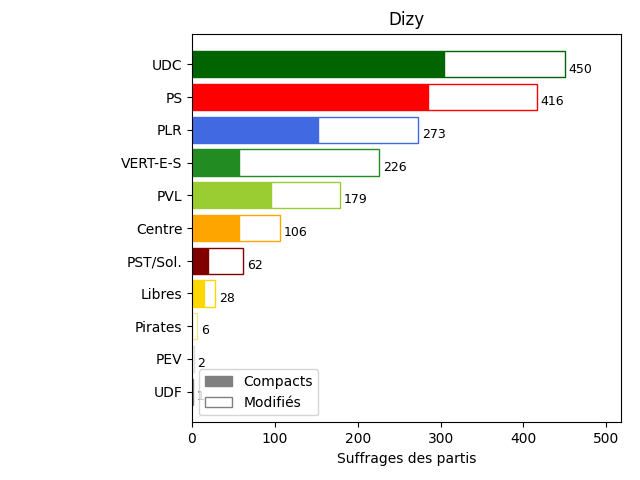 Dizy
UDC 450
PS 416
PLR 273
VERT-E-S 226
PVL 179
Centre 106
PST/Sol. 62
Libres 28
Pirates 6
PEV 2
UDF
Compacts
Modifiés
0 100 200 300 400 500
Suffrages des partis